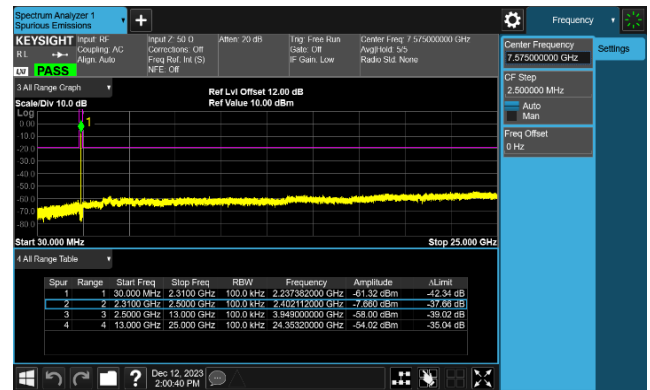 Spectrum Analyzer 1
Spurious Emissions
Frequency
KEYSIGHT Input: RF Input Z: 50 Ω Atten: 20 dB Trig: Free Run Center Freq: 7.575000000 GHz
RL Coupling: AC Corrections: Off Gate: Off Avg|Hold: 5/5
Align: Auto Freq Ref: Int (S) IF Gain: Low Radio Std: None
LXI PASS NFE: Off
Center Frequency
7.575000000 GHz
Settings
CF Step
2.500000 MHz
Auto
Man
Freq Offset
0 Hz
3 All Range Graph
Ref Lvl Offset 12.00 dB
Scale/Div 10.0 dB Ref Value 10.00 dBm
Log
1
0.00
-10.0
-20.0
-30.0
-40.0
-50.0
-60.0
-70.0
-80.0
Start 30.000 MHz Stop 25.000 GHz
4 All Range Table
Spur Range Start Freq Stop Freq RBW Frequency Amplitude ΔLimit
1 1 30.000 MHz 2.3100 GHz 100.0 kHz 2.237382000 GHz -61.32 dBm -42.34 dB
2 2 2.3100 GHz 2.5000 GHz 100.0 kHz 2.402112000 GHz -7.660 dBm -37.66 dB
3 3 2.5000 GHz 13.000 GHz 100.0 kHz 3.949000000 GHz -58.00 dBm -39.02 dB
4 4 13.000 GHz 25.000 GHz 100.0 kHz 24.35320000 GHz -54.02 dBm -35.04 dB
? Dec 12, 2023
2:00:40 PM